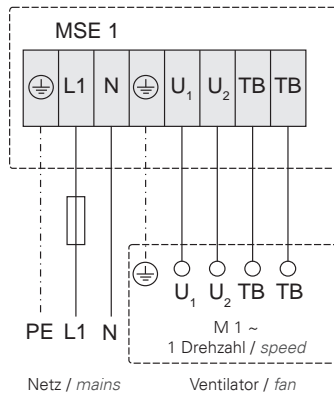 MSE 1
L1 N U1 U2 TB TB
U1 U2 TB TB
PE L1 N
M 1 ~
1 Drehzahl / speed
Netz / mains Ventilator / fan